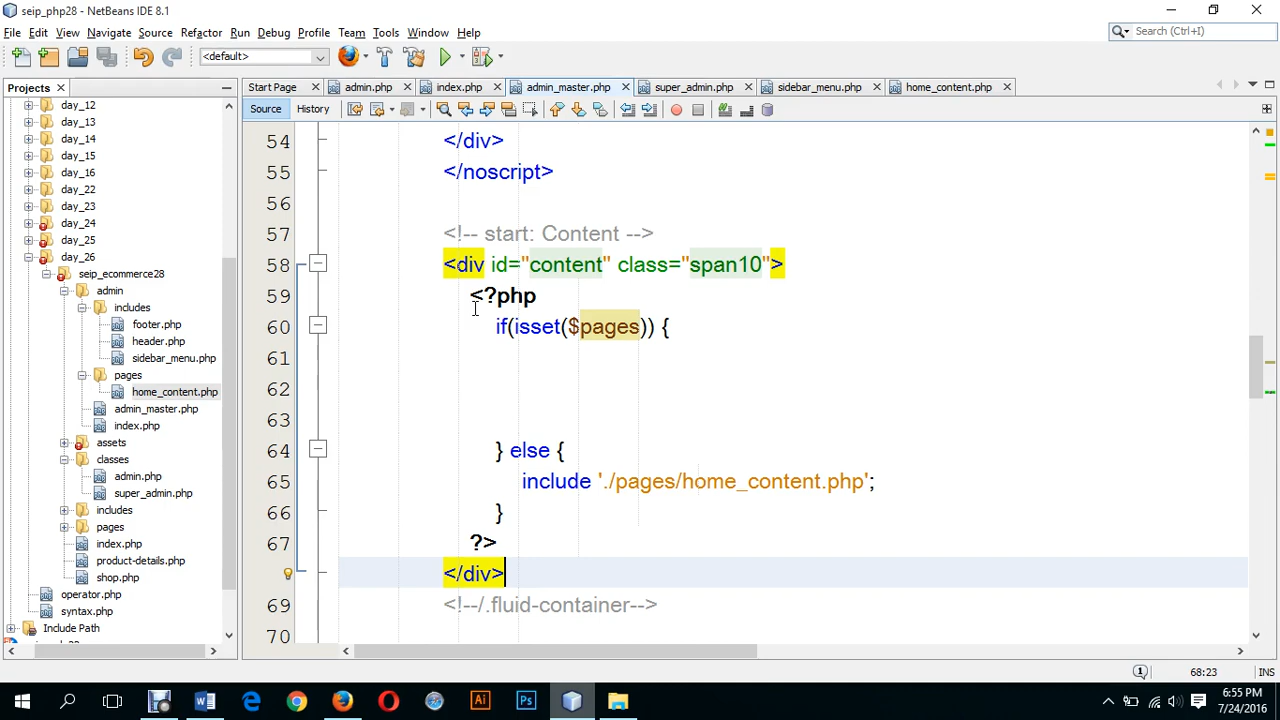 seip_php28 - NetBeans IDE 8.1
File Edit View Navigate Source Refactor Run Debug Profile Team Tools Window Help
Search (Ctrl+I)
<default>
Projects
Start Page admin.php index.php admin_master.php super_admin.php sidebar_menu.php home_content.php
Source History
day_12
day_13
day_14
day_15
day_16
day_22
day_23
day_24
day_25
day_26
seip_ecommerce28
admin
includes
footer.php
header.php
sidebar_menu.php
pages
home_content.php
admin_master.php
index.php
assets
classes
admin.php
super_admin.php
includes
pages
index.php
product-details.php
shop.php
operator.php
syntax.php
Include Path
54 </div>
55 </noscript>
56
57 <!-- start: Content -->
58 <div id="content" class="span10">
59 <?php
60 if(isset($pages)) {
61
62
63
64 } else {
65 include './pages/home_content.php';
66 }
67 ?>
</div>
69 <!--/.fluid-container-->
70
68:23 INS
6:55 PM
7/24/2016